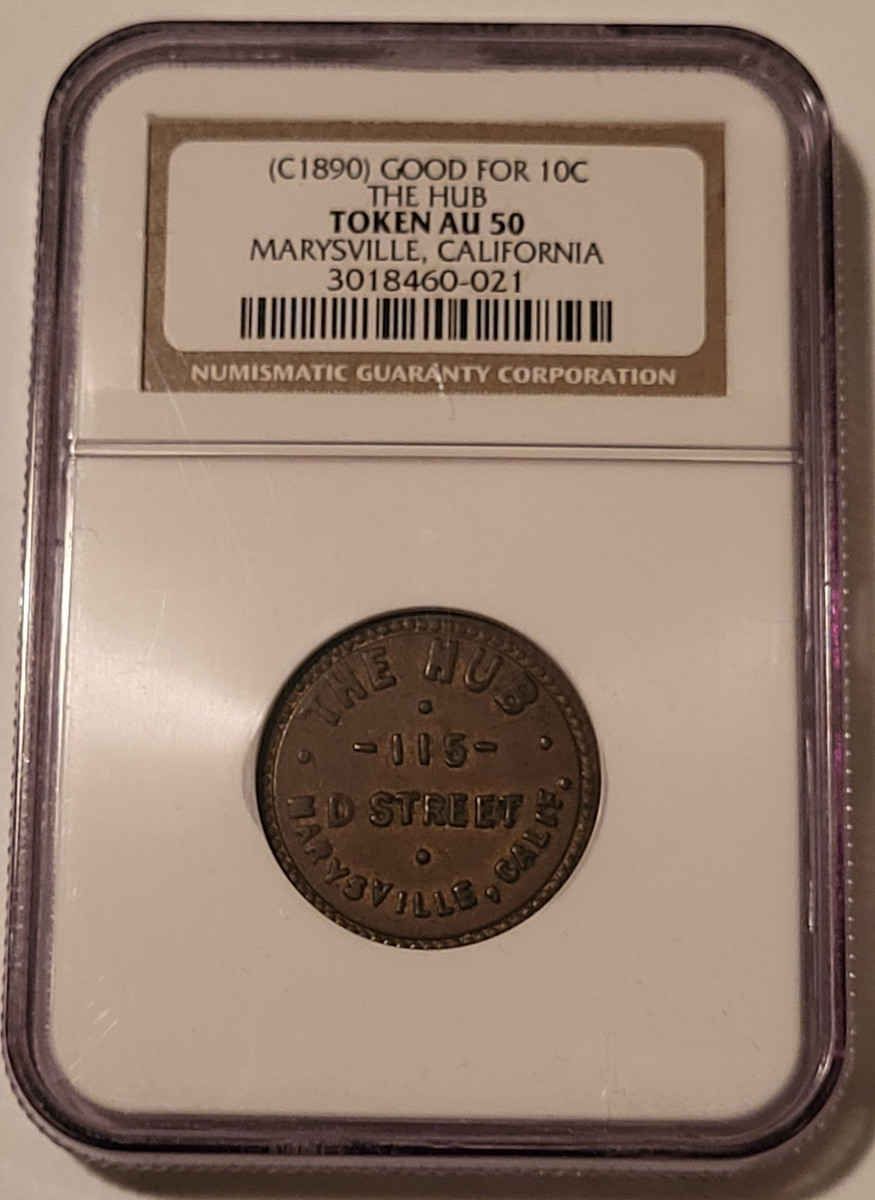 (C1890) GOOD FOR 10C
THE HUB
TOKEN AU 50
MARYSVILLE, CALIFORNIA
3018460-021
NUMISMATIC GUARANTY CORPORATION
THE HUB
-115-
D STREET
MARYSVILLE, CALIF.